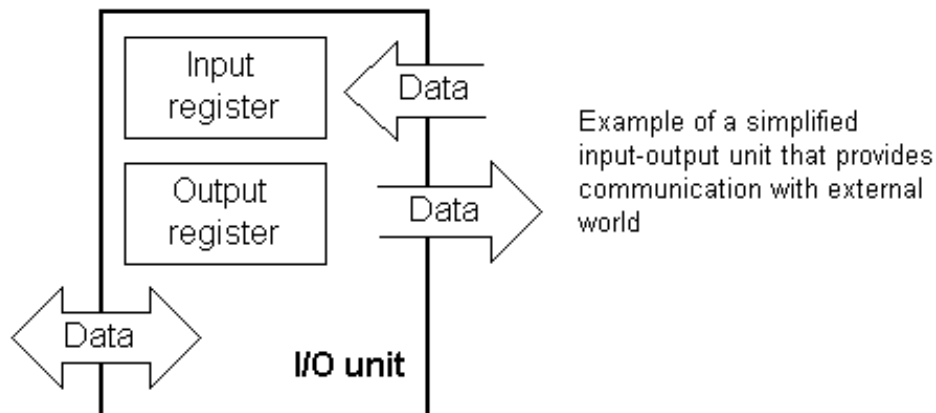 Input
register
Data
Output
register
Data
Data
I/O unit
Example of a simplified
input-output unit that provides
communication with external
world